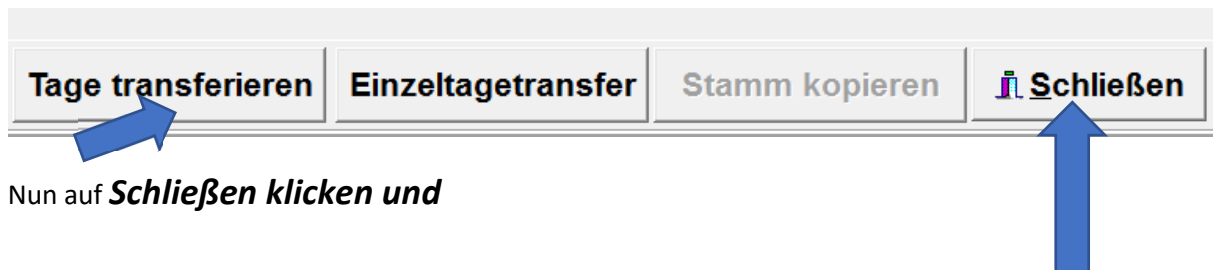 Tage transferieren Einzeltagetransfer Stamm kopieren Schließen
Nun auf Schließen klicken und